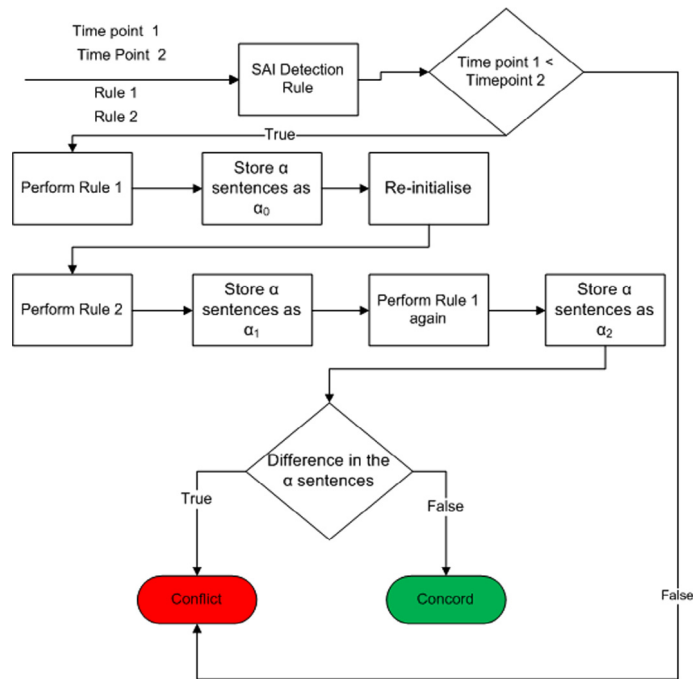 Time point 1
Time Point 2
Rule 1
Rule 2
SAI Detection
Rule
Time point 1 <
Timepoint 2
True
Perform Rule 1
Store α
sentences as
α₀
Re-initialise
Perform Rule 2
Store α
sentences as
α₁
Perform Rule 1
again
Store α
sentences as
α₂
Difference in the
α sentences
True
False
Conflict
Concord
False